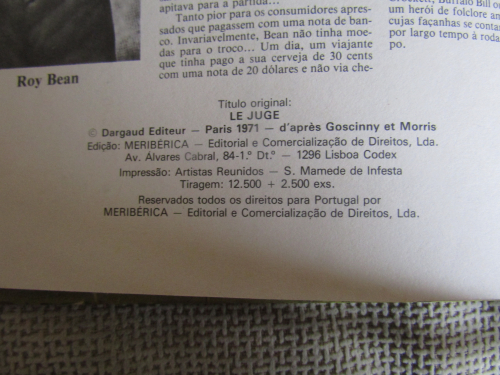 apitava para a partida...
Tanto pior para os consumidores apres-
sados que pagassem com uma nota de ban-
co. Invariavelmente, Bean não tinha moe-
das para o troco... Um dia, um viajante
que tinha pago a sua cerveja de 30 cents
com uma nota de 20 dólares e não via che-
Buffalo Bill
um herói de folclore
cujas façanhas se
por largo tempo à
po.
Roy Bean
Título original:
LE JUGE
© Dargaud Editeur — Paris 1971 — d'après Goscinny et Morris
Edição: MERIBÉRICA — Editorial e Comercialização de Direitos, Lda.
Av. Álvares Cabral, 84-1.º Dt.º — 1296 Lisboa Codex
Impressão: Artistas Reunidos — S. Mamede de Infesta
Tiragem: 12.500 + 2.500 exs.
Reservados todos os direitos para Portugal por
MERIBÉRICA — Editorial e Comercialização de Direitos, Lda.